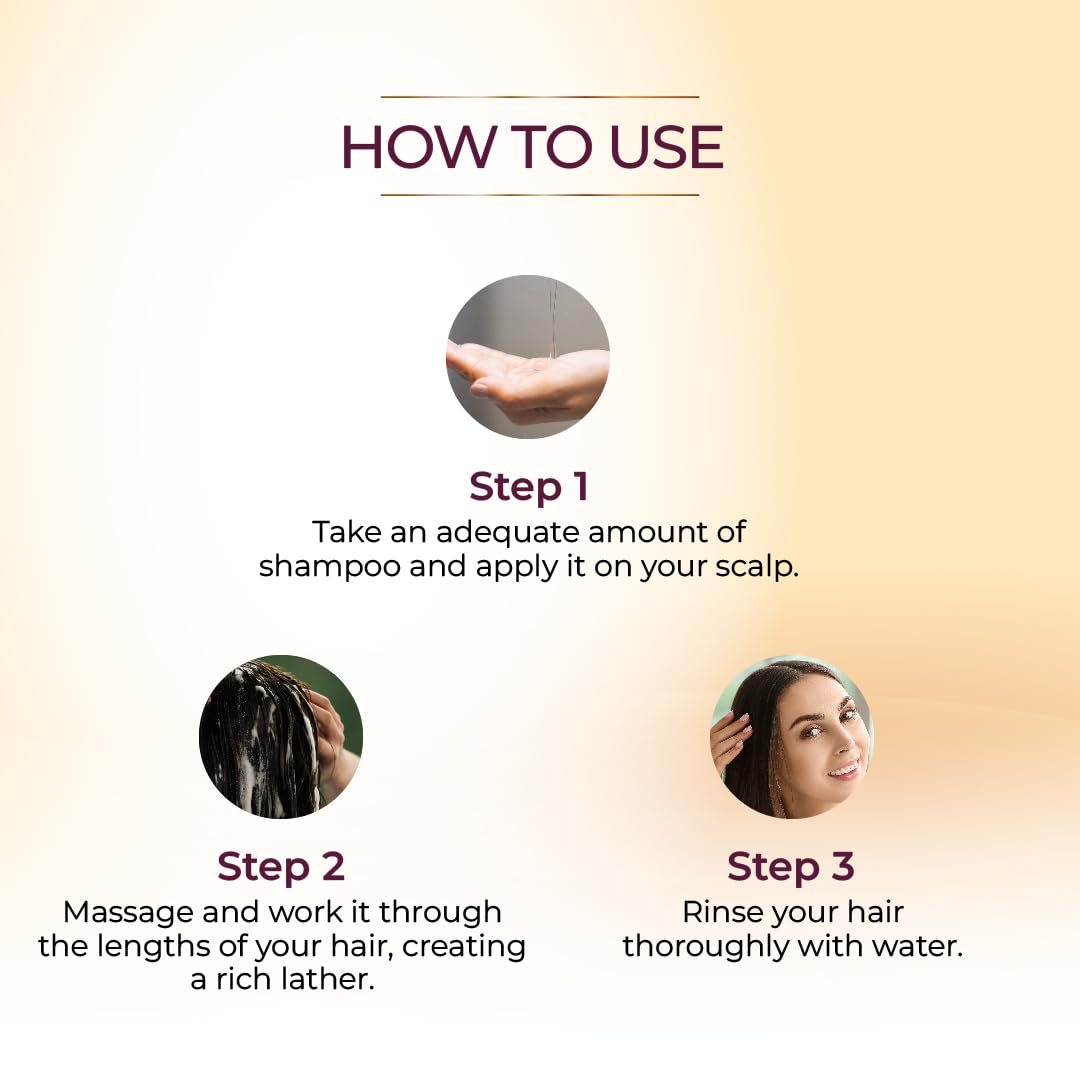 HOW TO USE
Step 1
Take an adequate amount of
shampoo and apply it on your scalp.
Step 2
Massage and work it through
the lengths of your hair, creating
a rich lather.
Step 3
Rinse your hair
thoroughly with water.